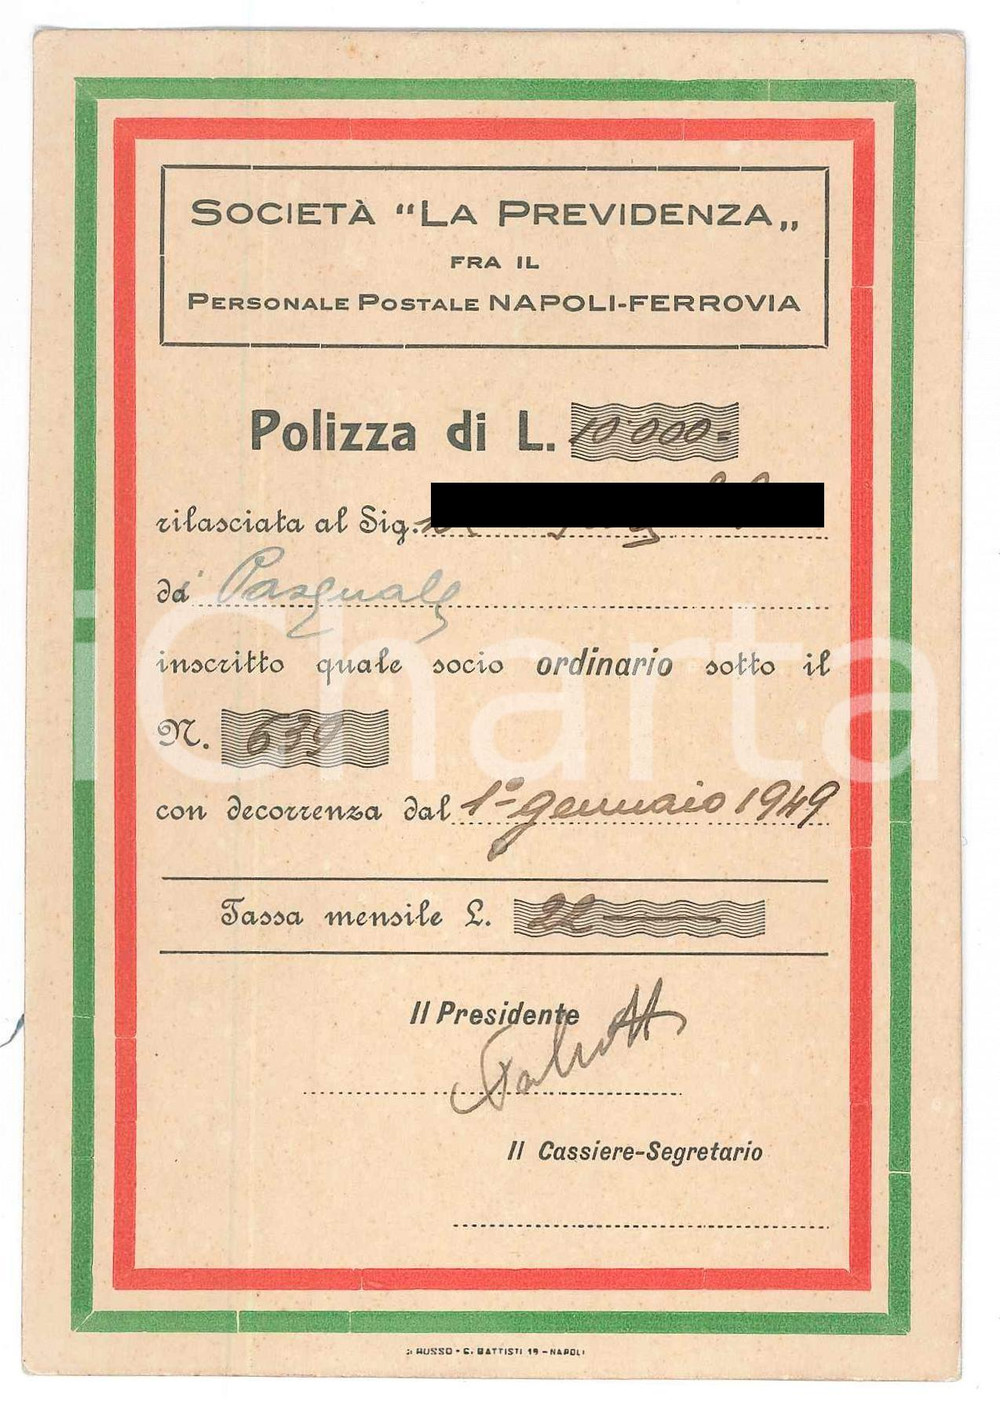 SOCIETÀ "LA PREVIDENZA„
FRA IL
PERSONALE POSTALE NAPOLI-FERROVIA
Polizza di L. 10.000=
rilasciata al Sig.
di Pasquale
inscritto quale socio ordinario sotto il
N. 639
con decorrenza dal 1º gennaio 1949
Tassa mensile L. 22
Il Presidente
Il Cassiere-Segretario
RUSSO - C. BATTISTI 19 - NAPOLI
iCharta